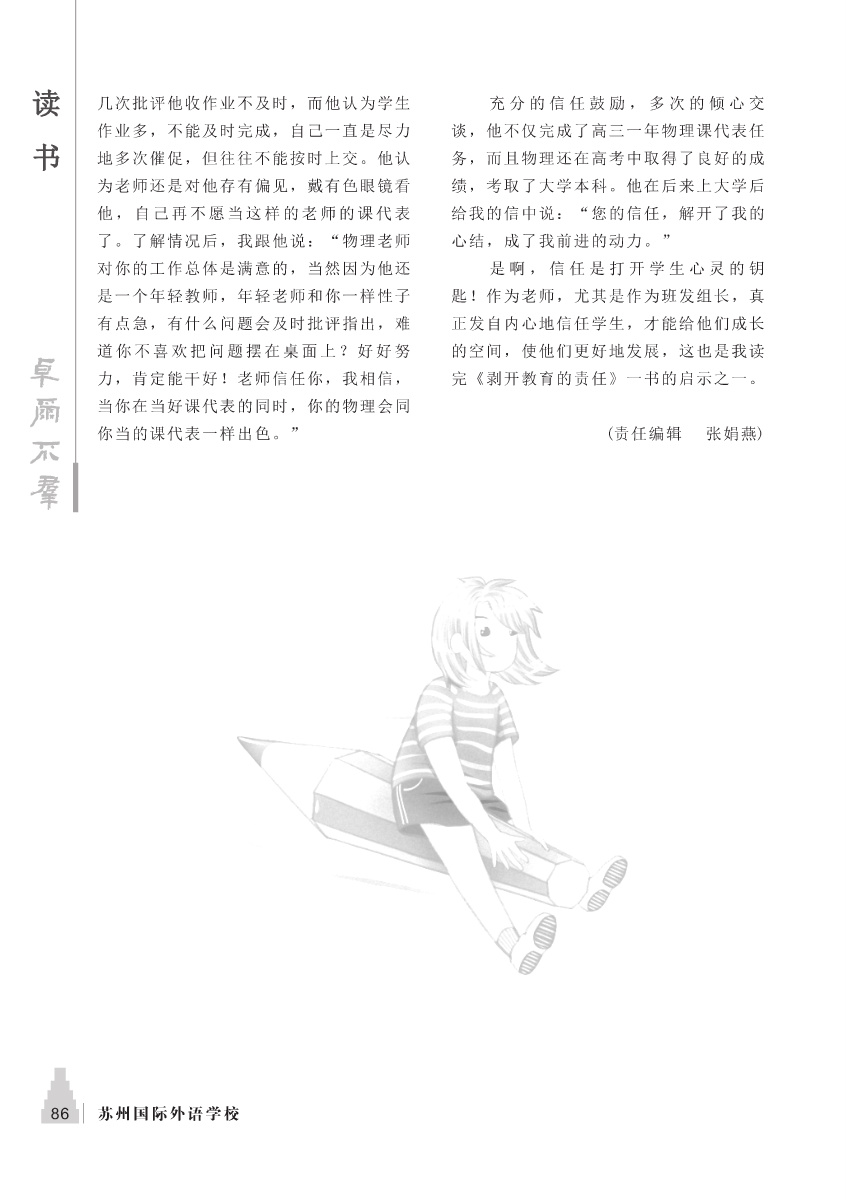 读
书
卓
尔
不
群
几次批评他收作业不及时，而他认为学生
作业多，不能及时完成，自己一直是尽力
地多次催促，但往往不能按时上交。他认
为老师还是对他存有偏见，戴有色眼镜看
他，自己再不愿当这样的老师的课代表
了。了解情况后，我跟他说：“物理老师
对你的工作总体是满意的，当然因为他还
是一个年轻教师，年轻老师和你一样性子
有点急，有什么问题会及时批评指出，难
道你不喜欢把问题摆在桌面上？好好努
力，肯定能干好！老师信任你，我相信，
当你在当好课代表的同时，你的物理会同
你当的课代表一样出色。”
充分的信任鼓励，多次的倾心交
谈，他不仅完成了高三一年物理课代表任
务，而且物理还在高考中取得了良好的成
绩，考取了大学本科。他在后来上大学后
给我的信中说：“您的信任，解开了我的
心结，成了我前进的动力。”
是啊，信任是打开学生心灵的钥
匙！作为老师，尤其是作为班发组长，真
正发自内心地信任学生，才能给他们成长
的空间，使他们更好地发展，这也是我读
完《剥开教育的责任》一书的启示之一。
(责任编辑 张娟燕)
86 苏州国际外语学校